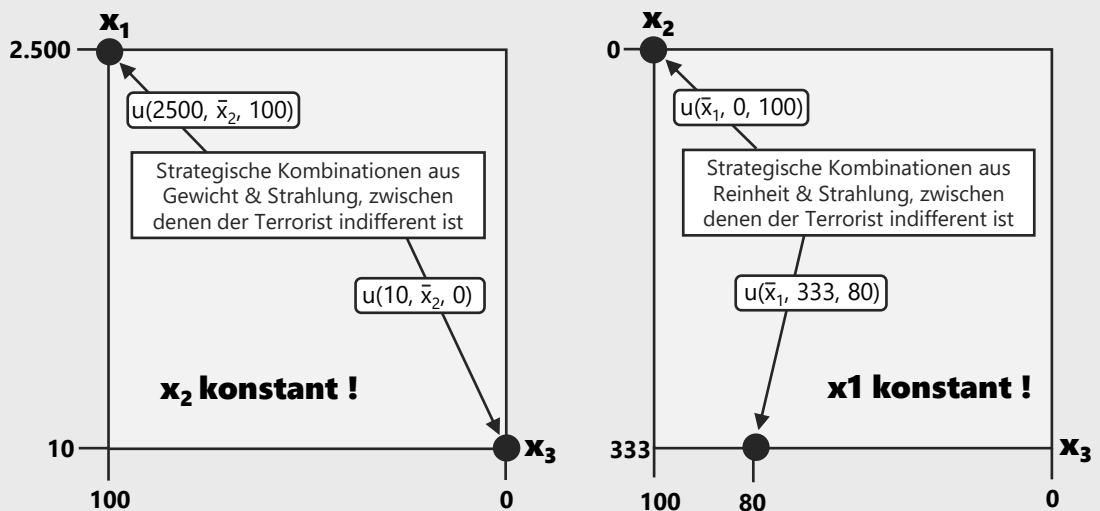 x₁
2.500
u(2500, x̄₂, 100)
Strategische Kombinationen aus
Gewicht & Strahlung, zwischen
denen der Terrorist indifferent ist
u(10, x̄₂, 0)
x₂ konstant !
10
x₃
100
0
x₂
0
u(x̄₁, 0, 100)
Strategische Kombinationen aus
Reinheit & Strahlung, zwischen
denen der Terrorist indifferent ist
u(x̄₁, 333, 80)
x1 konstant !
333
x₃
100
80
0